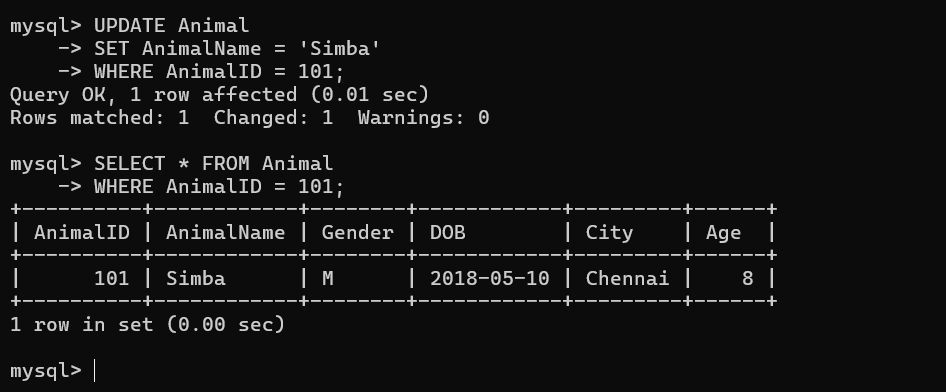 mysql> UPDATE Animal
    -> SET AnimalName = 'Simba'
    -> WHERE AnimalID = 101;
Query OK, 1 row affected (0.01 sec)
Rows matched: 1  Changed: 1  Warnings: 0

mysql> SELECT * FROM Animal
    -> WHERE AnimalID = 101;
+----------+------------+--------+------------+---------+------+
| AnimalID | AnimalName | Gender | DOB        | City    | Age  |
+----------+------------+--------+------------+---------+------+
|      101 | Simba      | M      | 2018-05-10 | Chennai |    8 |
+----------+------------+--------+------------+---------+------+
1 row in set (0.00 sec)

mysql>